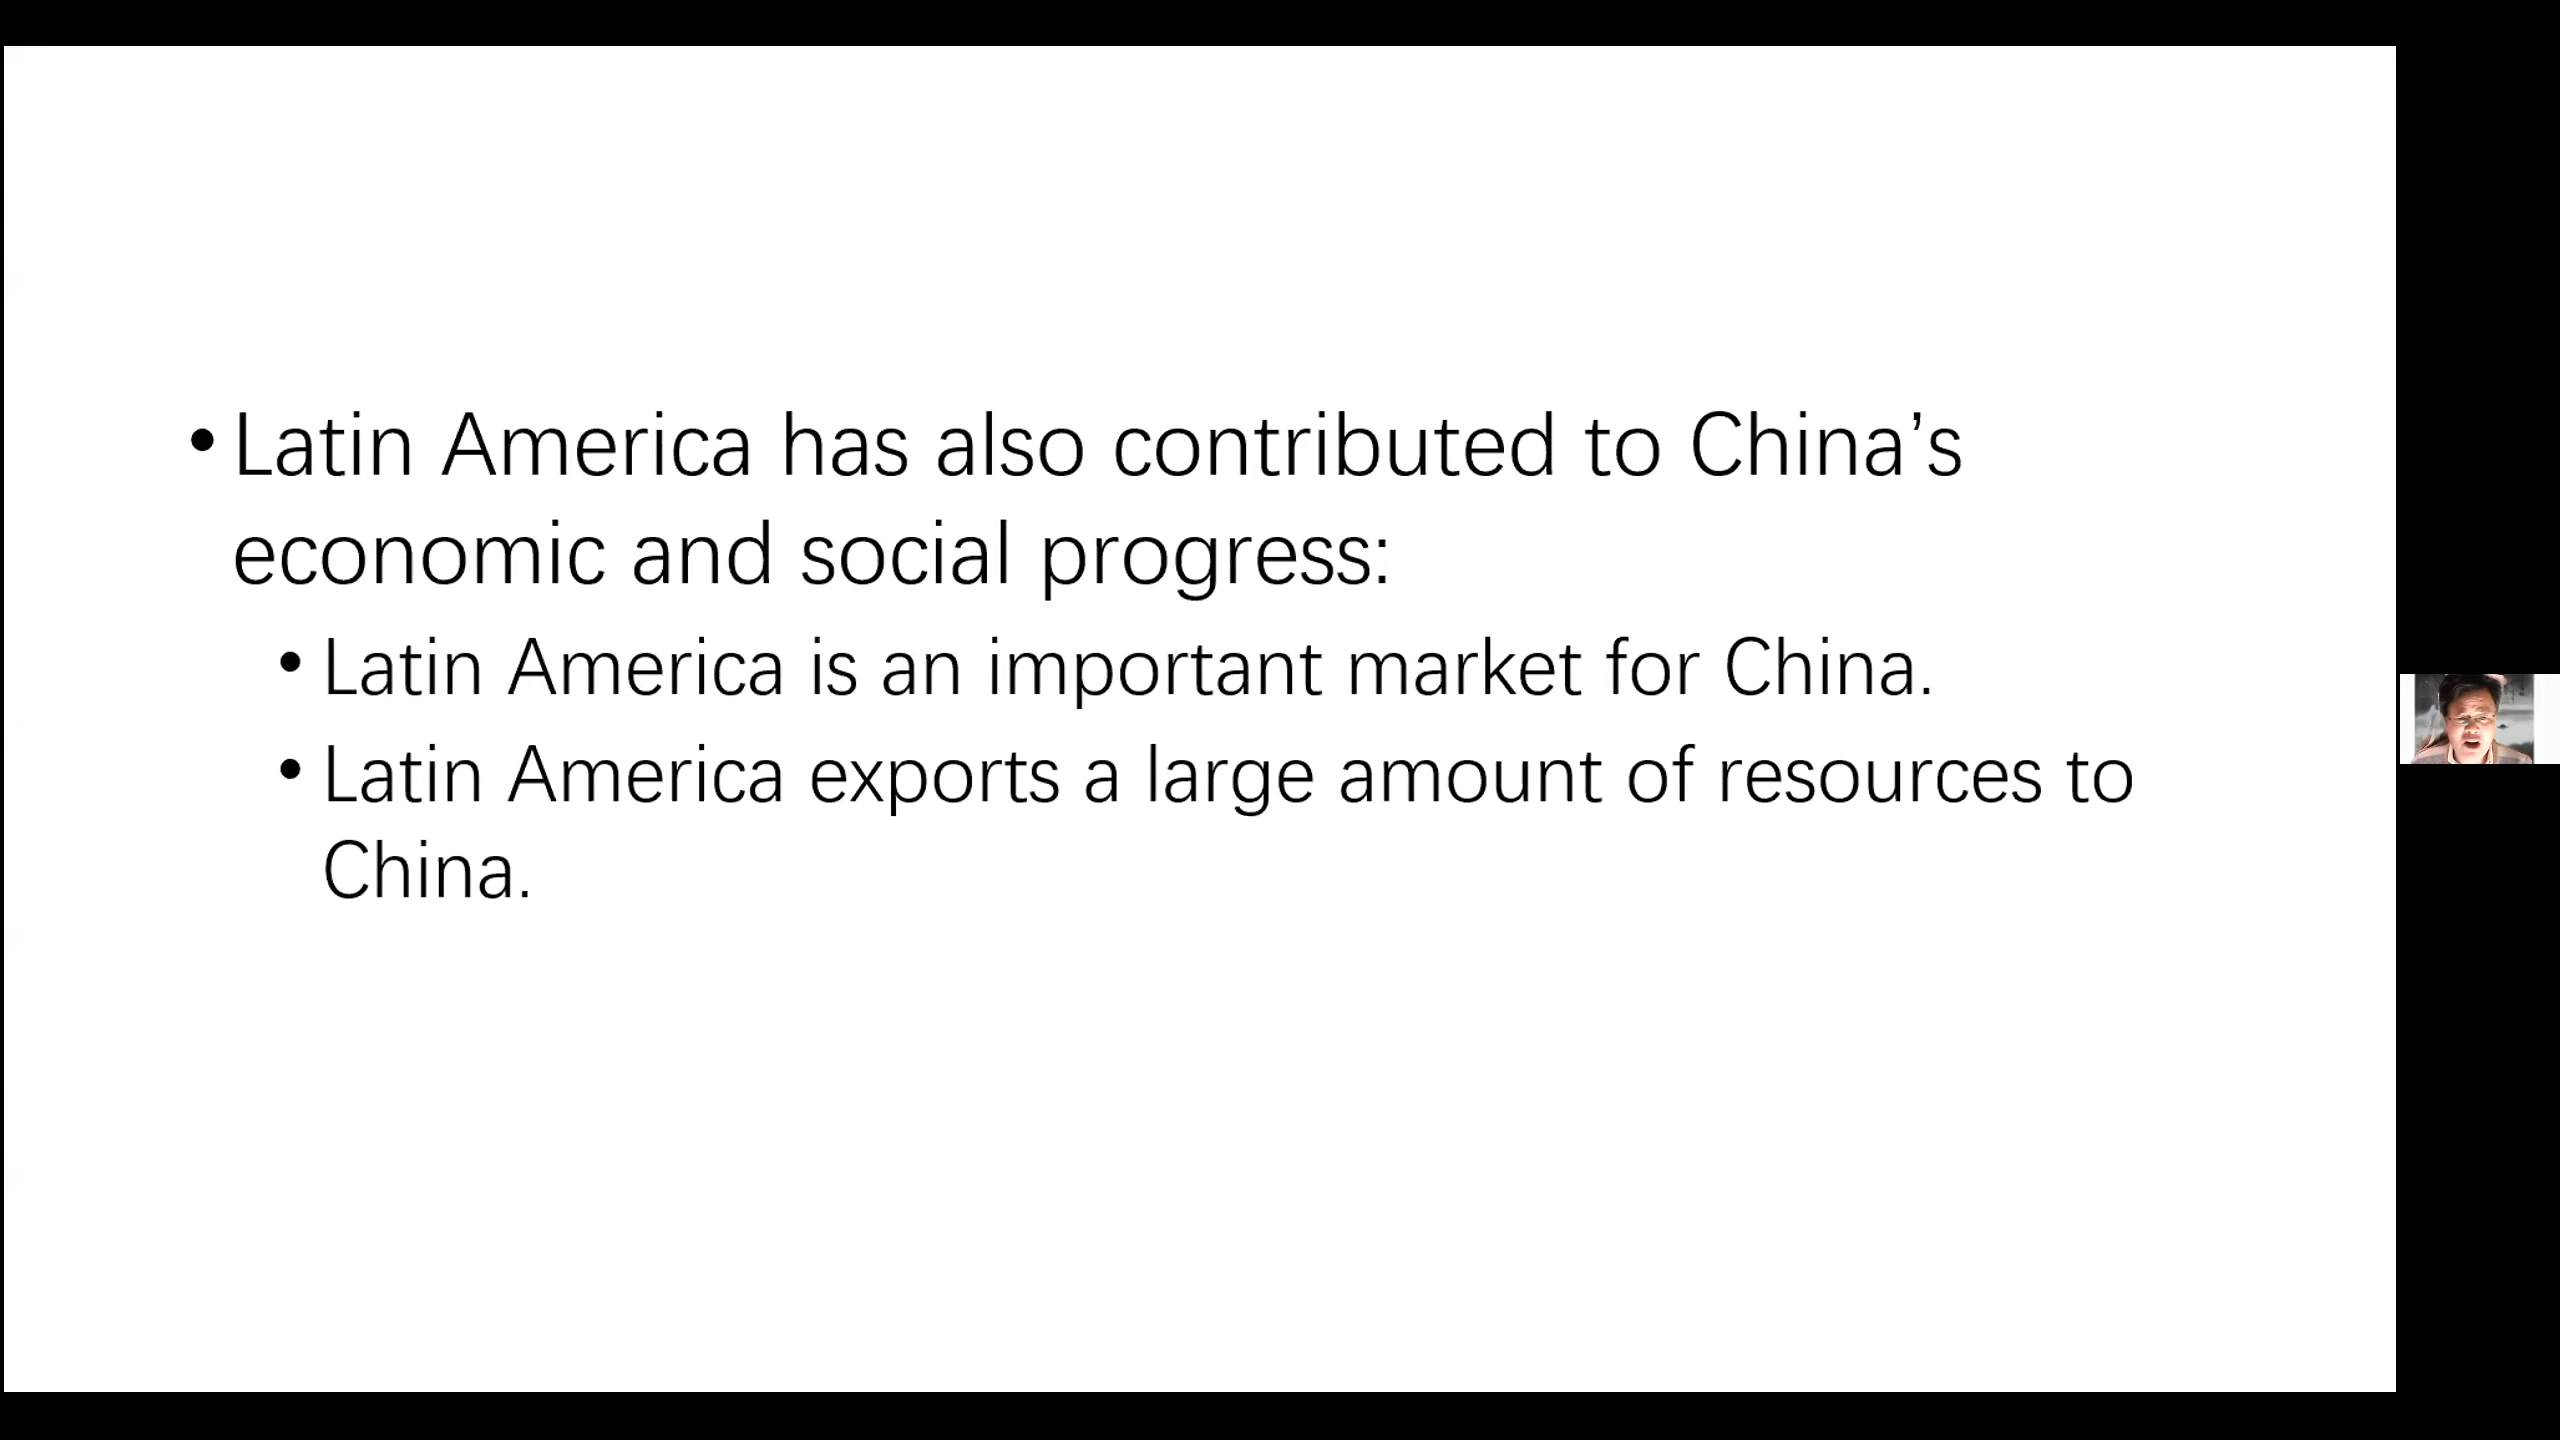 • Latin America has also contributed to China’s
economic and social progress:
• Latin America is an important market for China.
• Latin America exports a large amount of resources to
China.